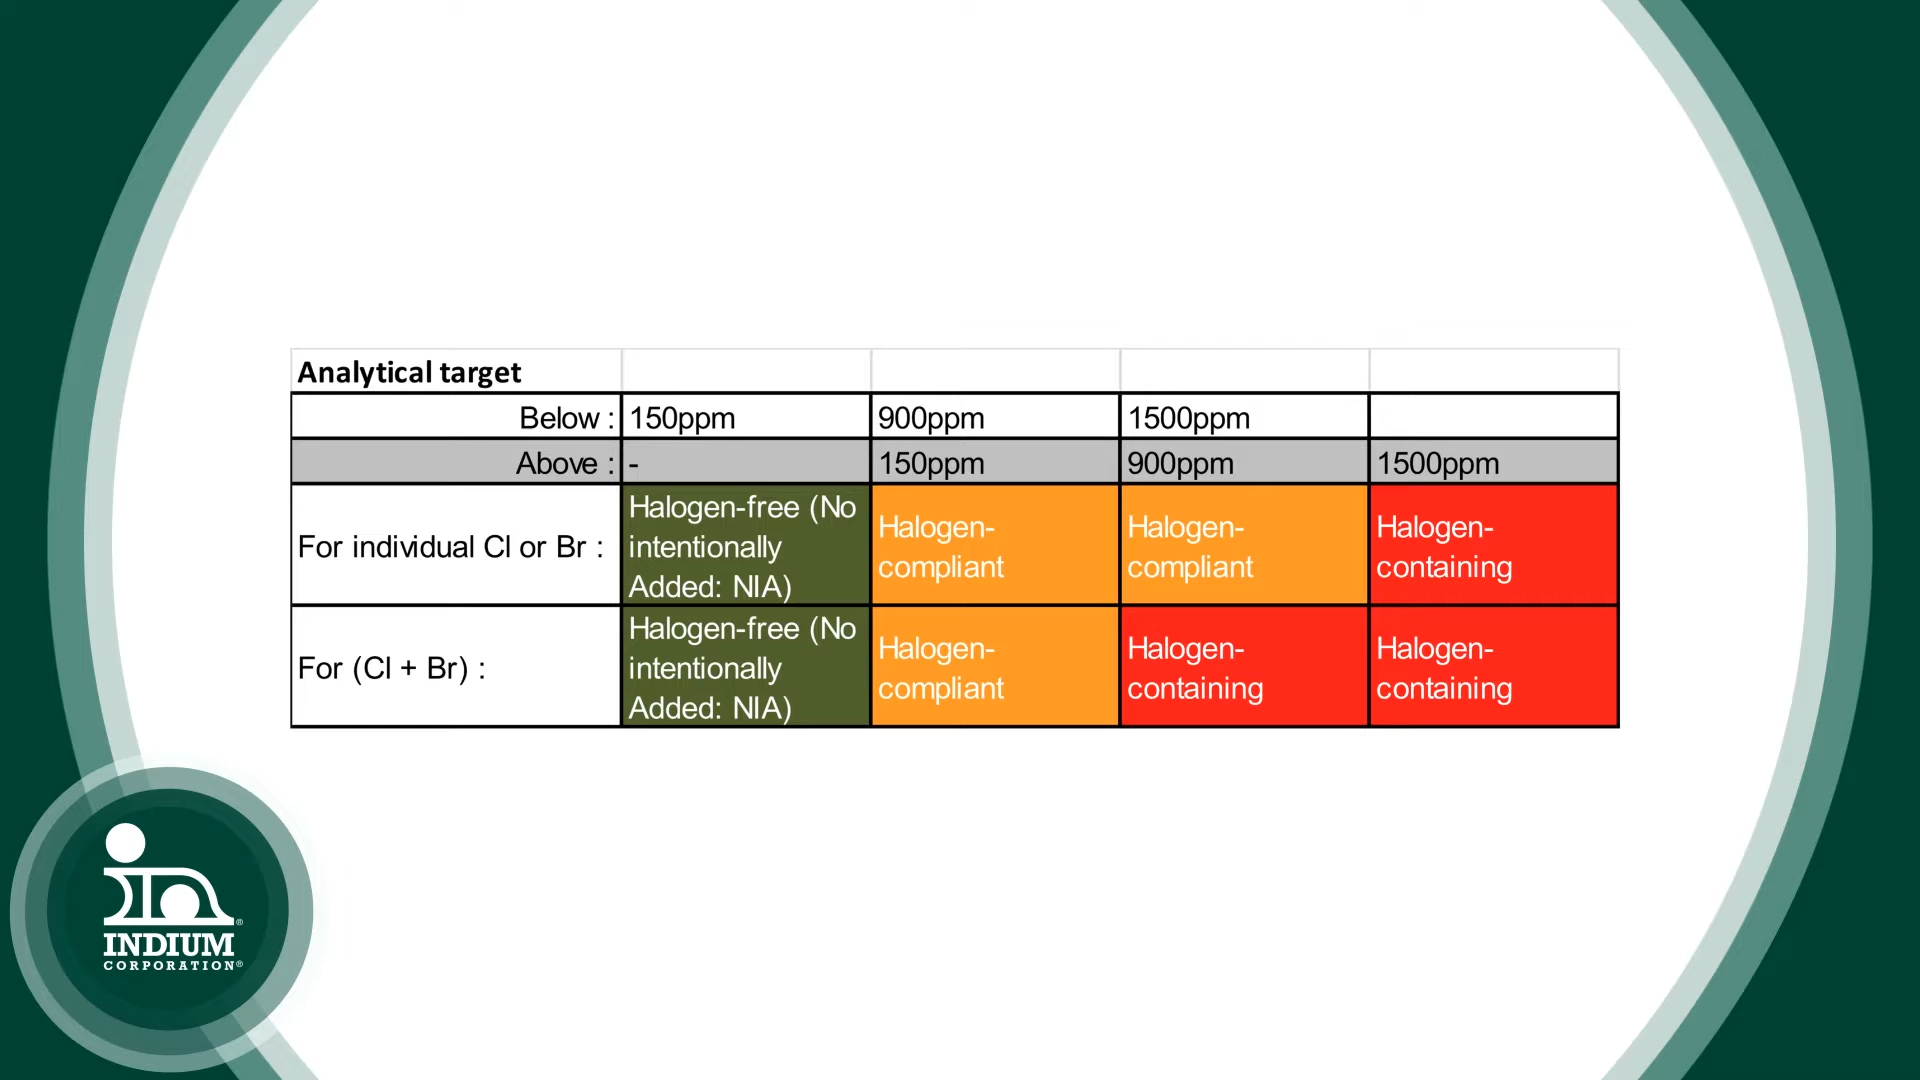 Analytical target
Below : 150ppm 900ppm 1500ppm
Above : - 150ppm 900ppm 1500ppm
For individual Cl or Br :
Halogen-free (No
intentionally
Added: NIA)
Halogen-
compliant
Halogen-
compliant
Halogen-
containing
For (Cl + Br) :
Halogen-free (No
intentionally
Added: NIA)
Halogen-
compliant
Halogen-
containing
Halogen-
containing
INDIUM
CORPORATION®